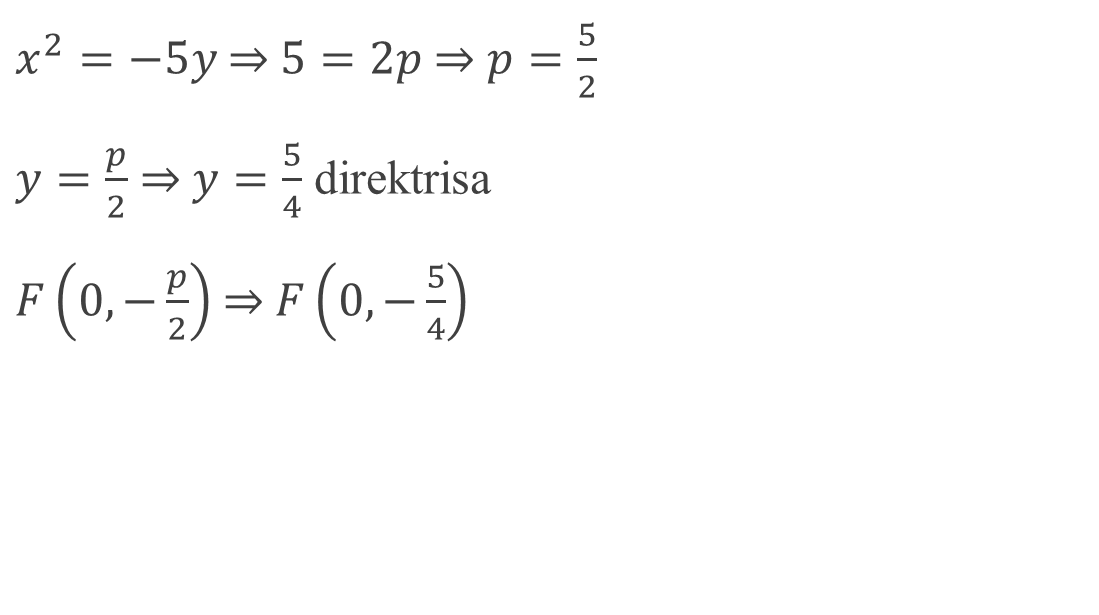 x² = −5y ⇒ 5 = 2p ⇒ p = 5/2
y = p/2 ⇒ y = 5/4 direktrisa
F(0, −p/2) ⇒ F(0, −5/4)